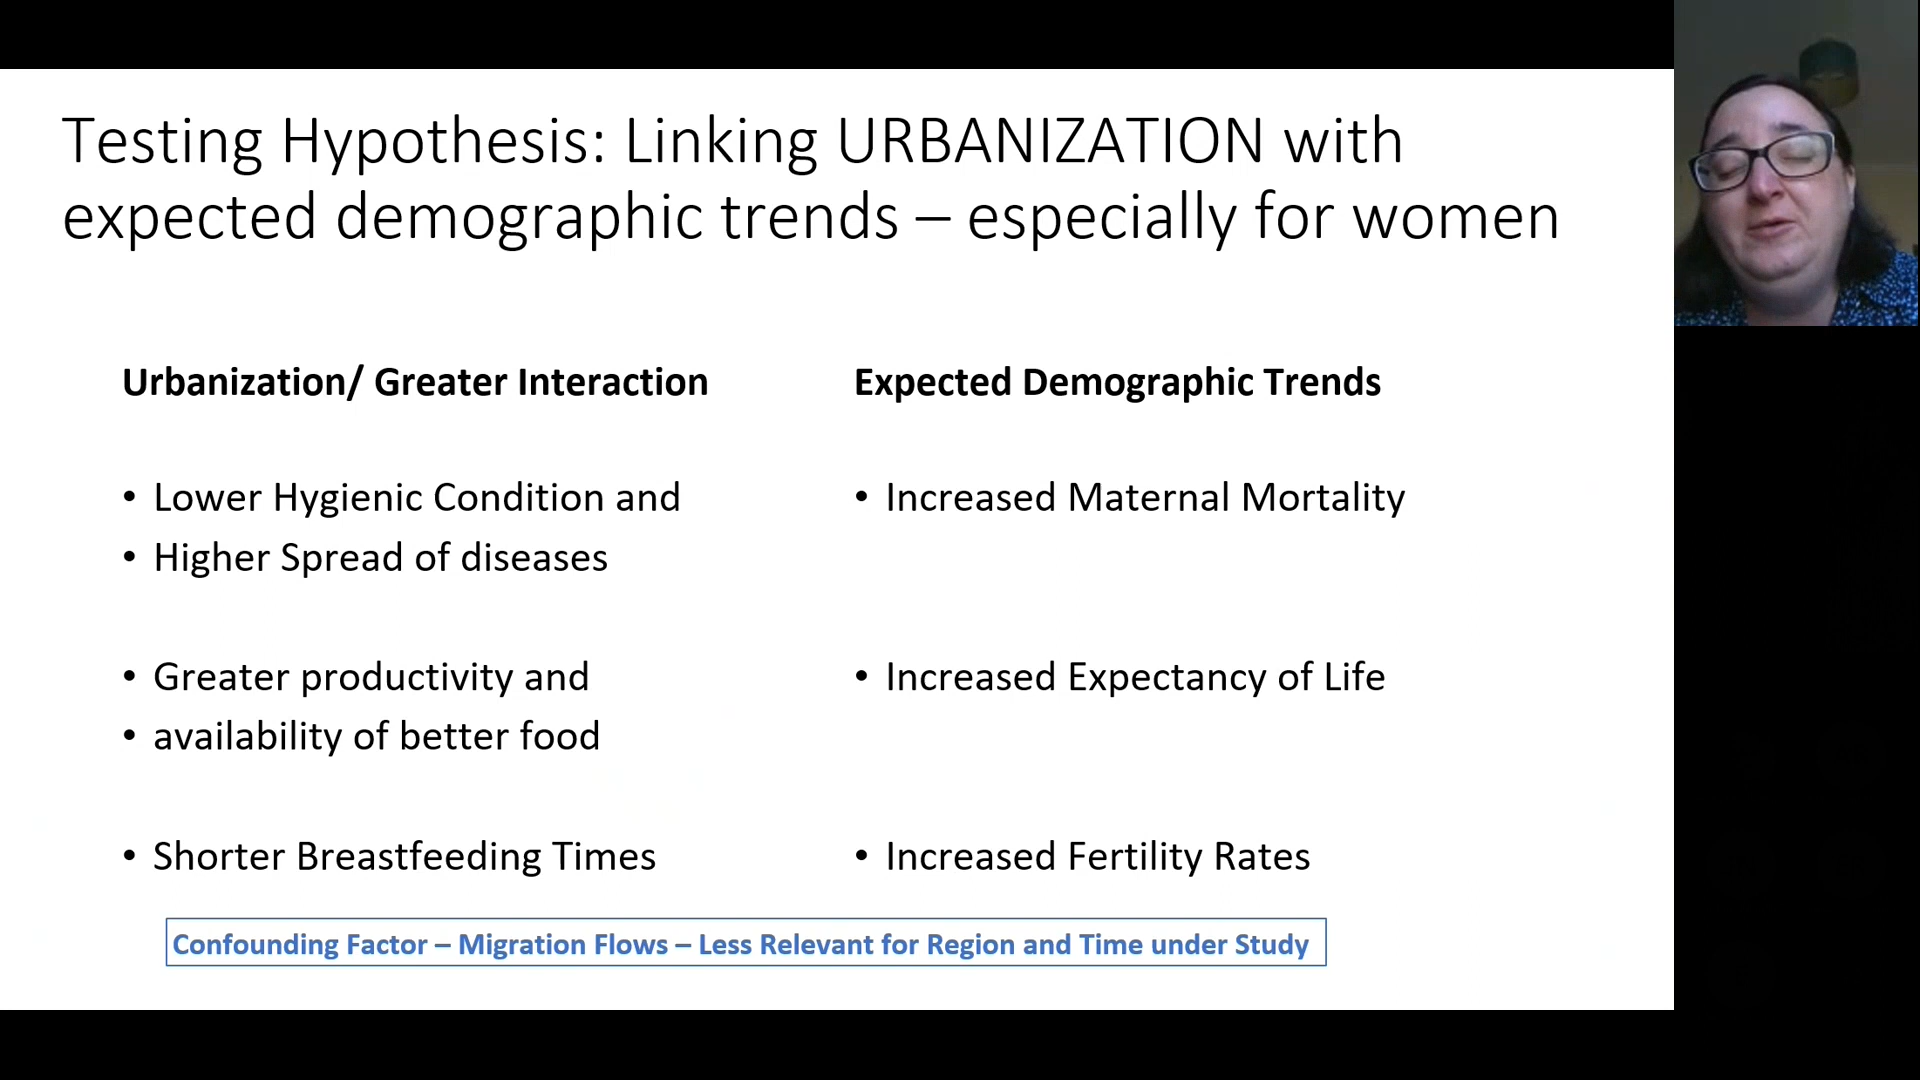 Testing Hypothesis: Linking URBANIZATION with
expected demographic trends – especially for women
Urbanization/ Greater Interaction
• Lower Hygienic Condition and
• Higher Spread of diseases
• Greater productivity and
• availability of better food
• Shorter Breastfeeding Times
Expected Demographic Trends
• Increased Maternal Mortality
• Increased Expectancy of Life
• Increased Fertility Rates
Confounding Factor – Migration Flows – Less Relevant for Region and Time under Study